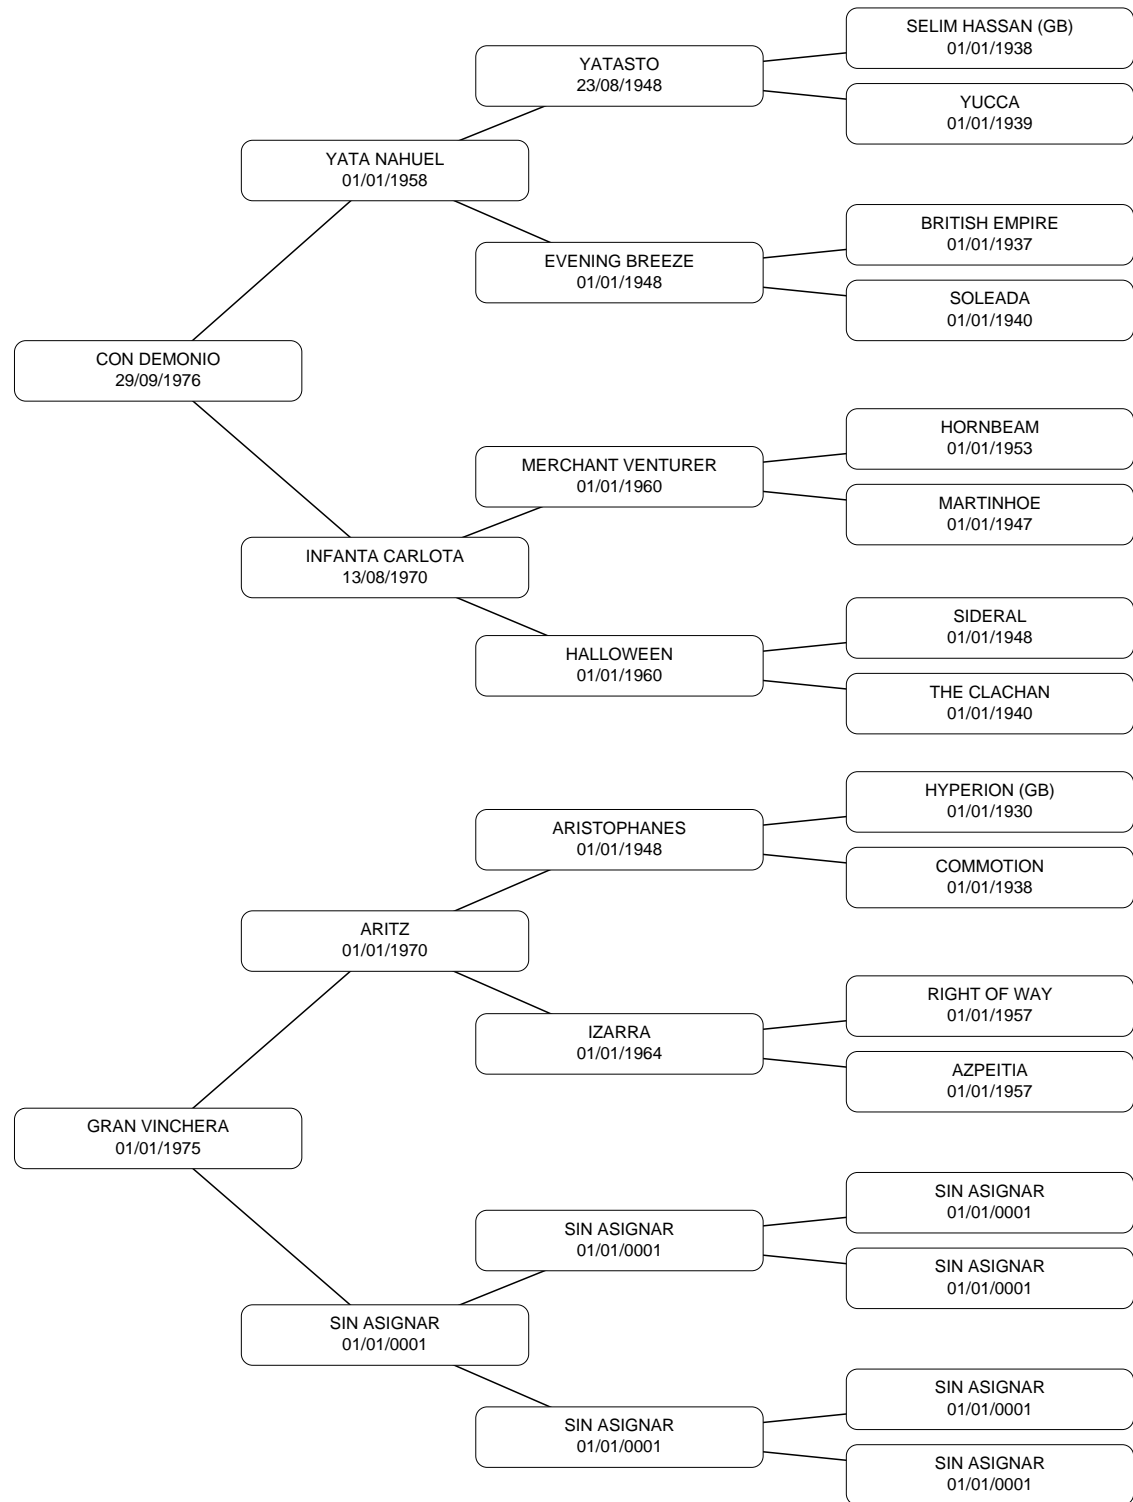 SELIM HASSAN (GB)
01/01/1938
YATASTO
23/08/1948
YUCCA
01/01/1939
YATA NAHUEL
01/01/1958
BRITISH EMPIRE
01/01/1937
EVENING BREEZE
01/01/1948
SOLEADA
01/01/1940
CON DEMONIO
29/09/1976
HORNBEAM
01/01/1953
MERCHANT VENTURER
01/01/1960
MARTINHOE
01/01/1947
INFANTA CARLOTA
13/08/1970
SIDERAL
01/01/1948
HALLOWEEN
01/01/1960
THE CLACHAN
01/01/1940
HYPERION (GB)
01/01/1930
ARISTOPHANES
01/01/1948
COMMOTION
01/01/1938
ARITZ
01/01/1970
RIGHT OF WAY
01/01/1957
IZARRA
01/01/1964
AZPEITIA
01/01/1957
GRAN VINCHERA
01/01/1975
SIN ASIGNAR
01/01/0001
SIN ASIGNAR
01/01/0001
SIN ASIGNAR
01/01/0001
SIN ASIGNAR
01/01/0001
SIN ASIGNAR
01/01/0001
SIN ASIGNAR
01/01/0001
SIN ASIGNAR
01/01/0001